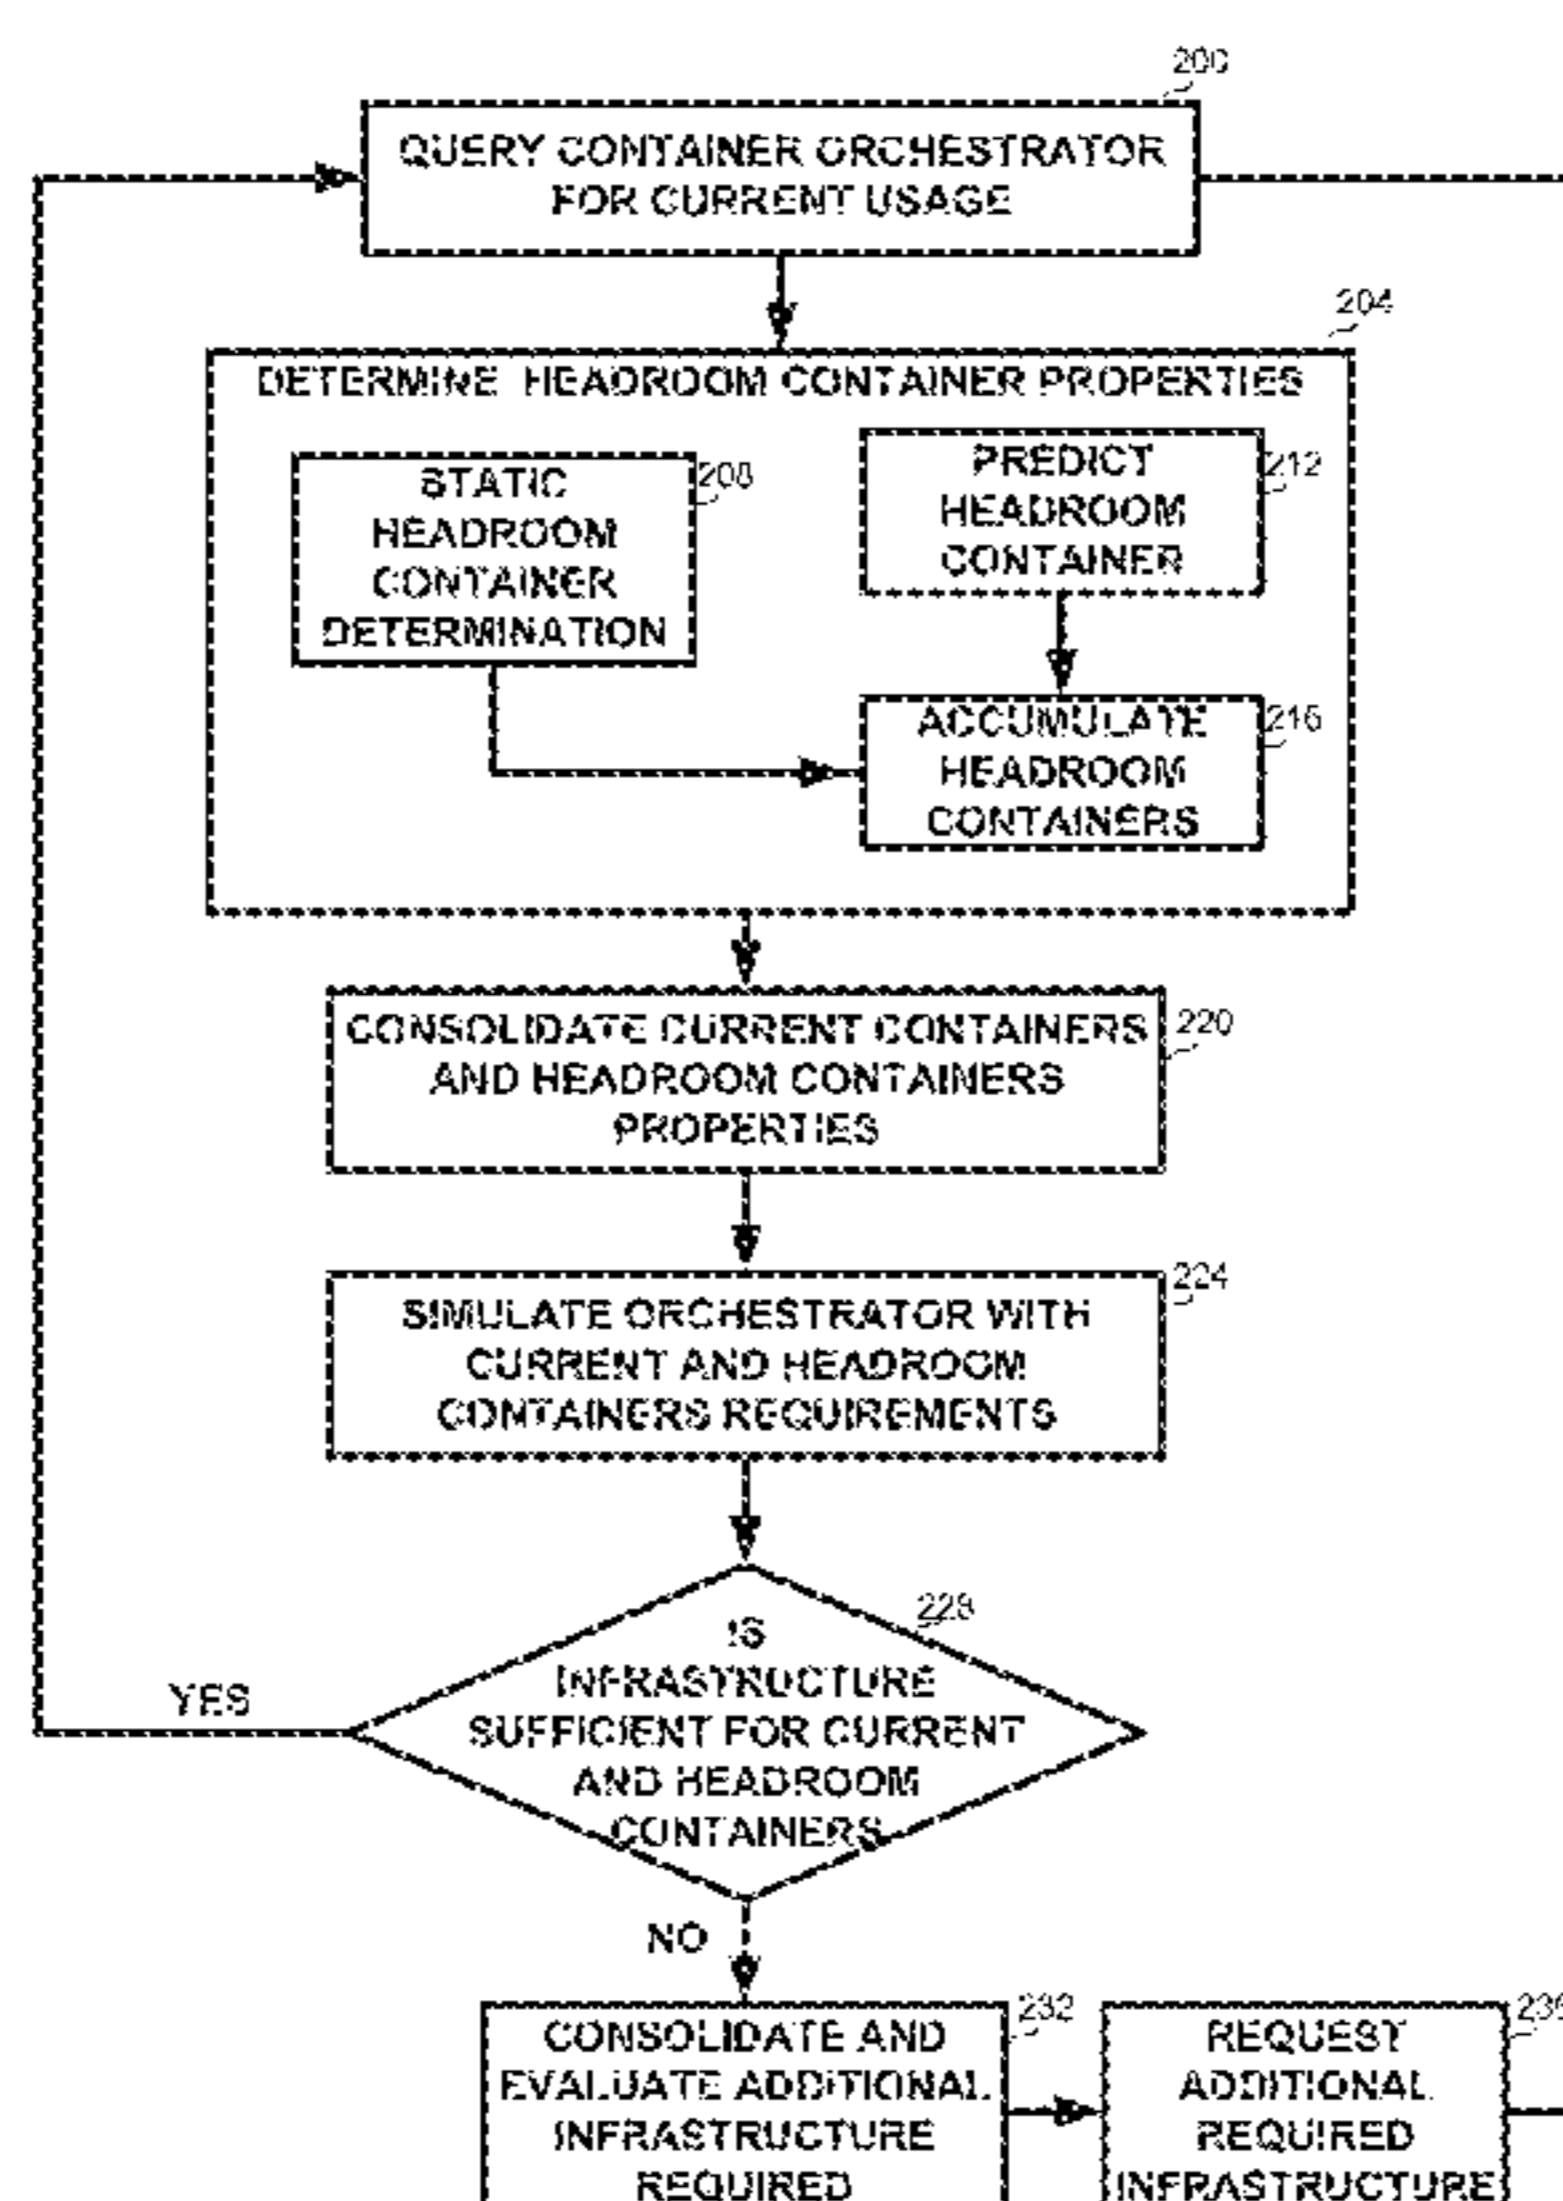 200
QUERY CONTAINER ORCHESTRATOR
FOR CURRENT USAGE
204
DETERMINE HEADROOM CONTAINER PROPERTIES
STATIC
HEADROOM
CONTAINER
DETERMINATION
208
PREDICT
HEADROOM
CONTAINER
212
ACCUMULATE
HEADROOM
CONTAINERS
216
CONSOLIDATE CURRENT CONTAINERS
AND HEADROOM CONTAINERS
PROPERTIES
220
SIMULATE ORCHESTRATOR WITH
CURRENT AND HEADROOM
CONTAINERS REQUIREMENTS
224
228
IS
INFRASTRUCTURE
SUFFICIENT FOR CURRENT
AND HEADROOM
CONTAINERS
YES
NO
CONSOLIDATE AND
EVALUATE ADDITIONAL
INFRASTRUCTURE
REQUIRED
232
REQUEST
ADDITIONAL
REQUIRED
INFRASTRUCTURE